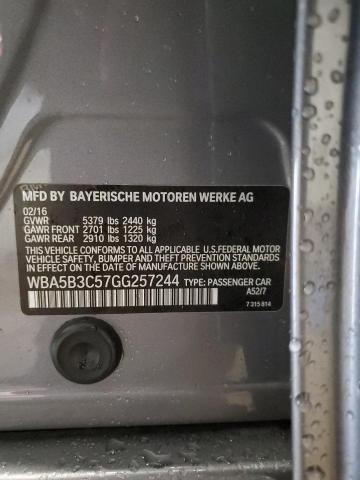 MFD BY BAYERISCHE MOTOREN WERKE AG
02/16
GVWR 5379 lbs 2440 kg
GAWR FRONT 2701 lbs 1225 kg
GAWR REAR 2910 lbs 1320 kg
THIS VEHICLE CONFORMS TO ALL APPLICABLE U.S.FEDERAL MOTOR
VEHICLE SAFETY, BUMPER, AND THEFT PREVENTION STANDARDS IN
EFFECT ON THE DATE OF MANUFACTURE SHOWN ABOVE.
WBA5B3C57GG257244 TYPE: PASSENGER CAR
A52/7
7 315 814